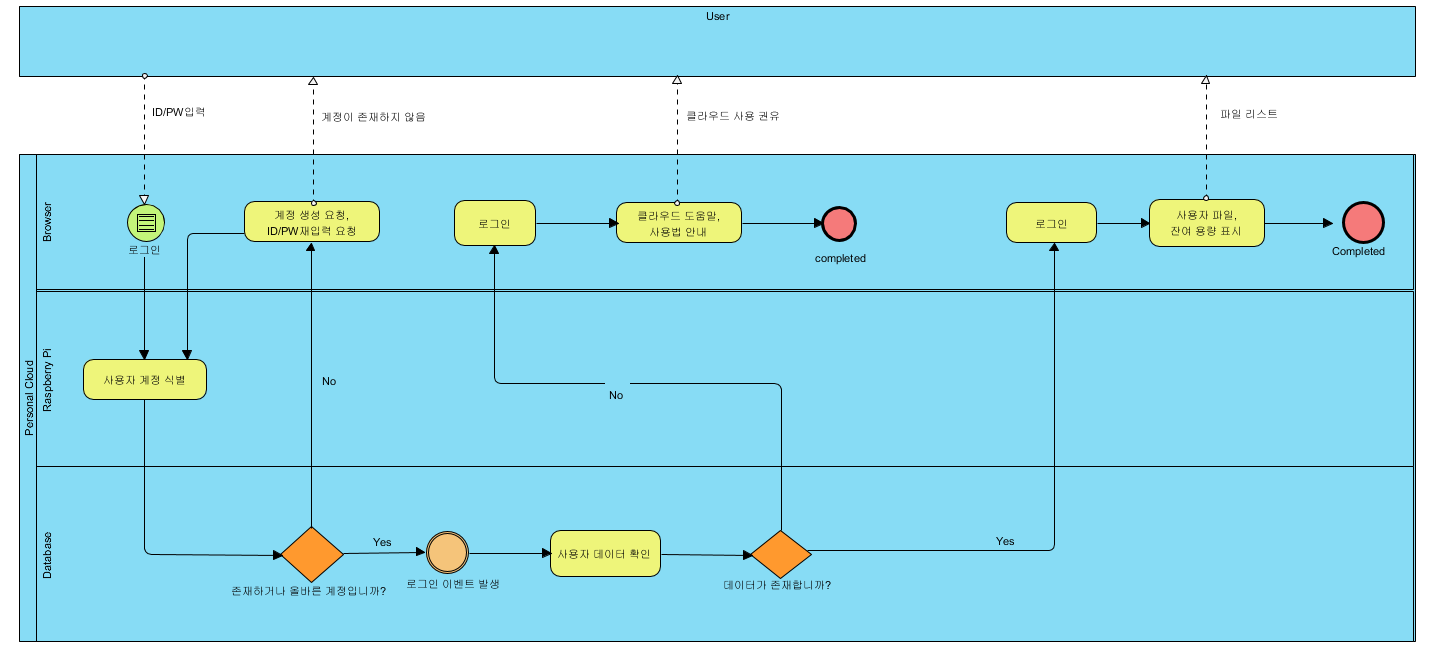 User
ID/PW입력
계정이 존재하지 않음
클라우드 사용 권유
파일 리스트
Personal Cloud
Browser
로그인
계정 생성 요청,
ID/PW재입력 요청
로그인
클라우드 도움말,
사용법 안내
completed
로그인
사용자 파일,
잔여 용량 표시
Completed
Raspberry Pi
사용자 계정 식별
No
No
Database
존재하거나 올바른 계정입니까?
Yes
로그인 이벤트 발생
사용자 데이터 확인
데이터가 존재합니까?
Yes